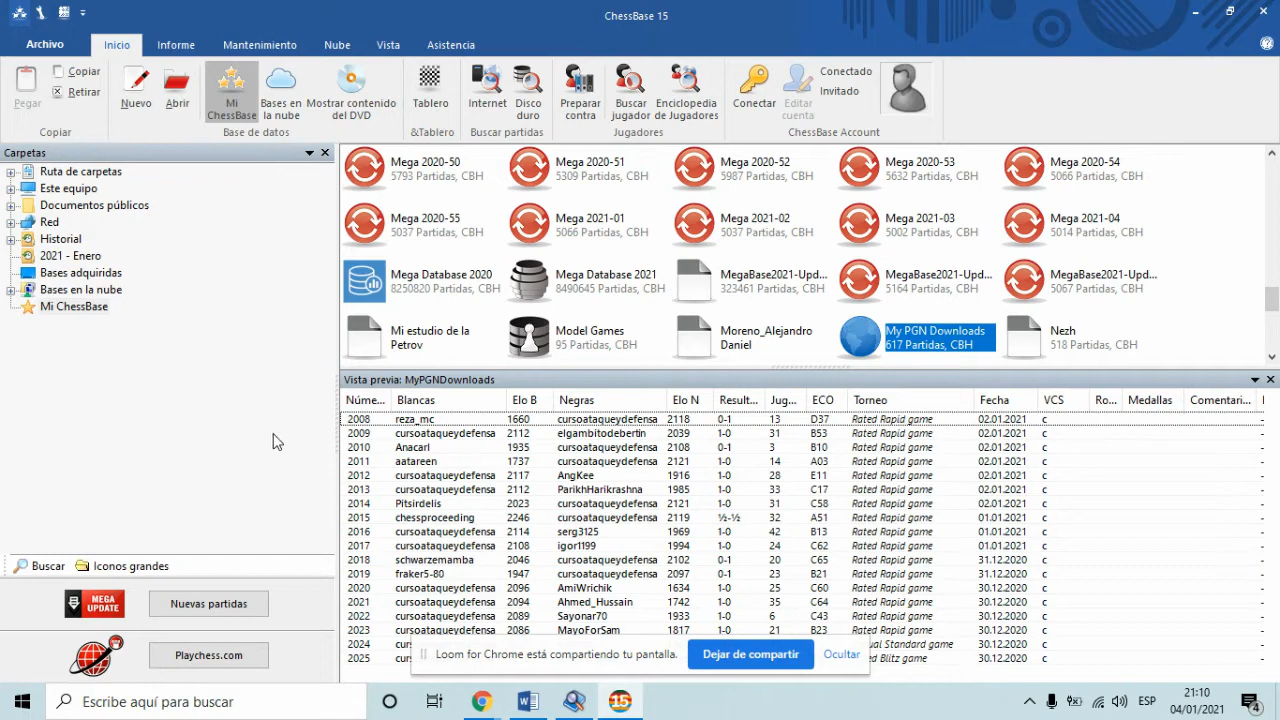 ChessBase 15
Archivo Inicio Informe Mantenimiento Nube Vista Asistencia
Pegar Copiar Retirar
Nuevo Abrir Mi ChessBase Bases en la nube Mostrar contenido del DVD
Tablero Internet Disco duro
Preparar contra Buscar jugador Enciclopedia de Jugadores
Conectar Editar cuenta Conectado Invitado
Copiar Base de datos &Tablero Buscar partidas Jugadores ChessBase Account
Carpetas
Ruta de carpetas
Este equipo
Documentos públicos
Red
Historial
2021 - Enero
Bases adquiridas
Bases en la nube
Mi ChessBase
Buscar Iconos grandes
MEGA UPDATE Nuevas partidas
Playchess.com
Mega 2020-50 Mega 2020-51 Mega 2020-52 Mega 2020-53 Mega 2020-54
5793 Partidas, CBH 5309 Partidas, CBH 5987 Partidas, CBH 5632 Partidas, CBH 5066 Partidas, CBH
Mega 2020-55 Mega 2021-01 Mega 2021-02 Mega 2021-03 Mega 2021-04
5037 Partidas, CBH 5066 Partidas, CBH 5037 Partidas, CBH 5002 Partidas, CBH 5014 Partidas, CBH
Mega Database 2020 Mega Database 2021 MegaBase2021-Upd... MegaBase2021-Upd... MegaBase2021-Upd...
8250820 Partidas, CBH 8490645 Partidas, CBH 323461 Partidas, CBH 5164 Partidas, CBH 5067 Partidas, CBH
Mi estudio de la Petrov Model Games Moreno_Alejandro Daniel My PGN Downloads Nezh
95 Partidas, CBH 617 Partidas, CBH 518 Partidas, CBH
Vista previa: MyPGNDownloads
Núme... Blancas Elo B Negras Elo N Result... Jug... ECO Torneo Fecha VCS Ro... Medallas Comentari...
2008 reza_mc 1660 cursoataqueydefensa 2118 0-1 13 D37 Rated Rapid game 02.01.2021 c
2009 cursoataqueydefensa 2112 elgambitodebertin 2039 1-0 31 B53 Rated Rapid game 02.01.2021 c
2010 Anacarl 1935 cursoataqueydefensa 2108 0-1 3 B10 Rated Rapid game 02.01.2021 c
2011 aatareen 1737 cursoataqueydefensa 2121 1-0 14 A03 Rated Rapid game 02.01.2021 c
2012 cursoataqueydefensa 2117 AngKee 1916 1-0 28 E11 Rated Rapid game 02.01.2021 c
2013 cursoataqueydefensa 2112 ParikhHarikrashna 1985 1-0 33 C17 Rated Rapid game 02.01.2021 c
2014 Pitsirdelis 2023 cursoataqueydefensa 2121 1-0 31 C58 Rated Rapid game 02.01.2021 c
2015 chessproceeding 2246 cursoataqueydefensa 2119 ½-½ 32 A51 Rated Rapid game 01.01.2021 c
2016 cursoataqueydefensa 2114 serg3125 1969 1-0 42 B13 Rated Rapid game 01.01.2021 c
2017 cursoataqueydefensa 2108 igor1199 1994 1-0 24 C62 Rated Rapid game 01.01.2021 c
2018 schwarzemamba 2046 cursoataqueydefensa 2102 0-1 20 C65 Rated Rapid game 31.12.2020 c
2019 fraker5-80 1947 cursoataqueydefensa 2097 0-1 23 B21 Rated Rapid game 31.12.2020 c
2020 cursoataqueydefensa 2096 AmiWrichik 1634 1-0 25 C60 Rated Rapid game 30.12.2020 c
2021 cursoataqueydefensa 2094 Ahmed_Hussain 1742 1-0 35 C64 Rated Rapid game 30.12.2020 c
2022 cursoataqueydefensa 2089 Sayonar70 1933 1-0 6 C43 Rated Rapid game 30.12.2020 c
2023 cursoataqueydefensa 2086 MayoForSam 1817 1-0 21 B23 Rated Rapid game 30.12.2020 c
2024 cur ual Standard game 30.12.2020 c
2025 cur ed Blitz game 30.12.2020 c
Loom for Chrome está compartiendo tu pantalla. Dejar de compartir Ocultar
Escribe aquí para buscar
15
ESP
21:10
04/01/2021
4